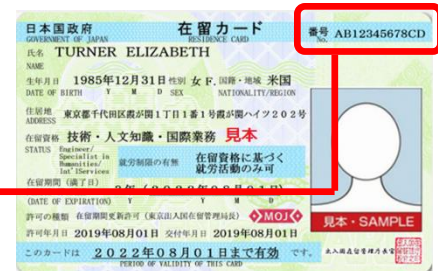 日本国政府 在留カード 番号 AB12345678CD
GOVERNMENT OF JAPAN RESIDENCE CARD No.
氏名 TURNER ELIZABETH
NAME
生年月日 1985年12月31日 性別 女 F. 国籍・地域 米国
DATE OF BIRTH Y M D SEX NATIONALITY/REGION
住居地 東京都千代田区霞が関1丁目1番1号霞が関ハイツ202号
ADDRESS
在留資格 技術・人文知識・国際業務 見本
STATUS Engineer/
Specialist in
Humanities/
Int'lServices
就労制限の有無 在留資格に基づく
就労活動のみ可
在留期間(満了日)
(DATE OF EXPIRATION) Y M D
許可の種類 在留期間更新許可(東京出入国在留管理局長) MOJ
見本・SAMPLE
許可年月日 2019年08月01日 交付年月日 2019年08月01日
このカードは 2022年08月01日まで有効 です。
PERIOD OF VALIDITY OF THIS CARD
出入国在留管理庁長官